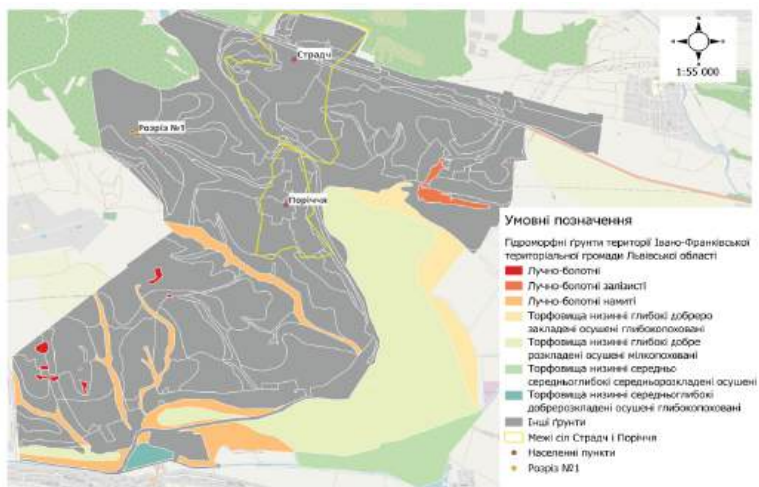 Страдч
1:55 000
Розріз №1
Поріччя
Умовні позначення
Гідроморфні ґрунти території Івано-Франківської
територіальної громади Львівської області
Лучно-болотні
Лучно-болотні залізисті
Лучно-болотні намиті
Торфовища низинні глибокі доброро
закладені осушені глибокопоховані
Торфовища низинні глибокі добре
розкладені осушені мілкопоховані
Торфовища низинні середньо
середньоглибокі середньорозкладені осушені
Торфовища низинні середньоглибокі
добророзкладені осушені глибокопоховані
Інші ґрунти
Межі сіл Страдч і Поріччя
Населенні пункти
Розріз №1